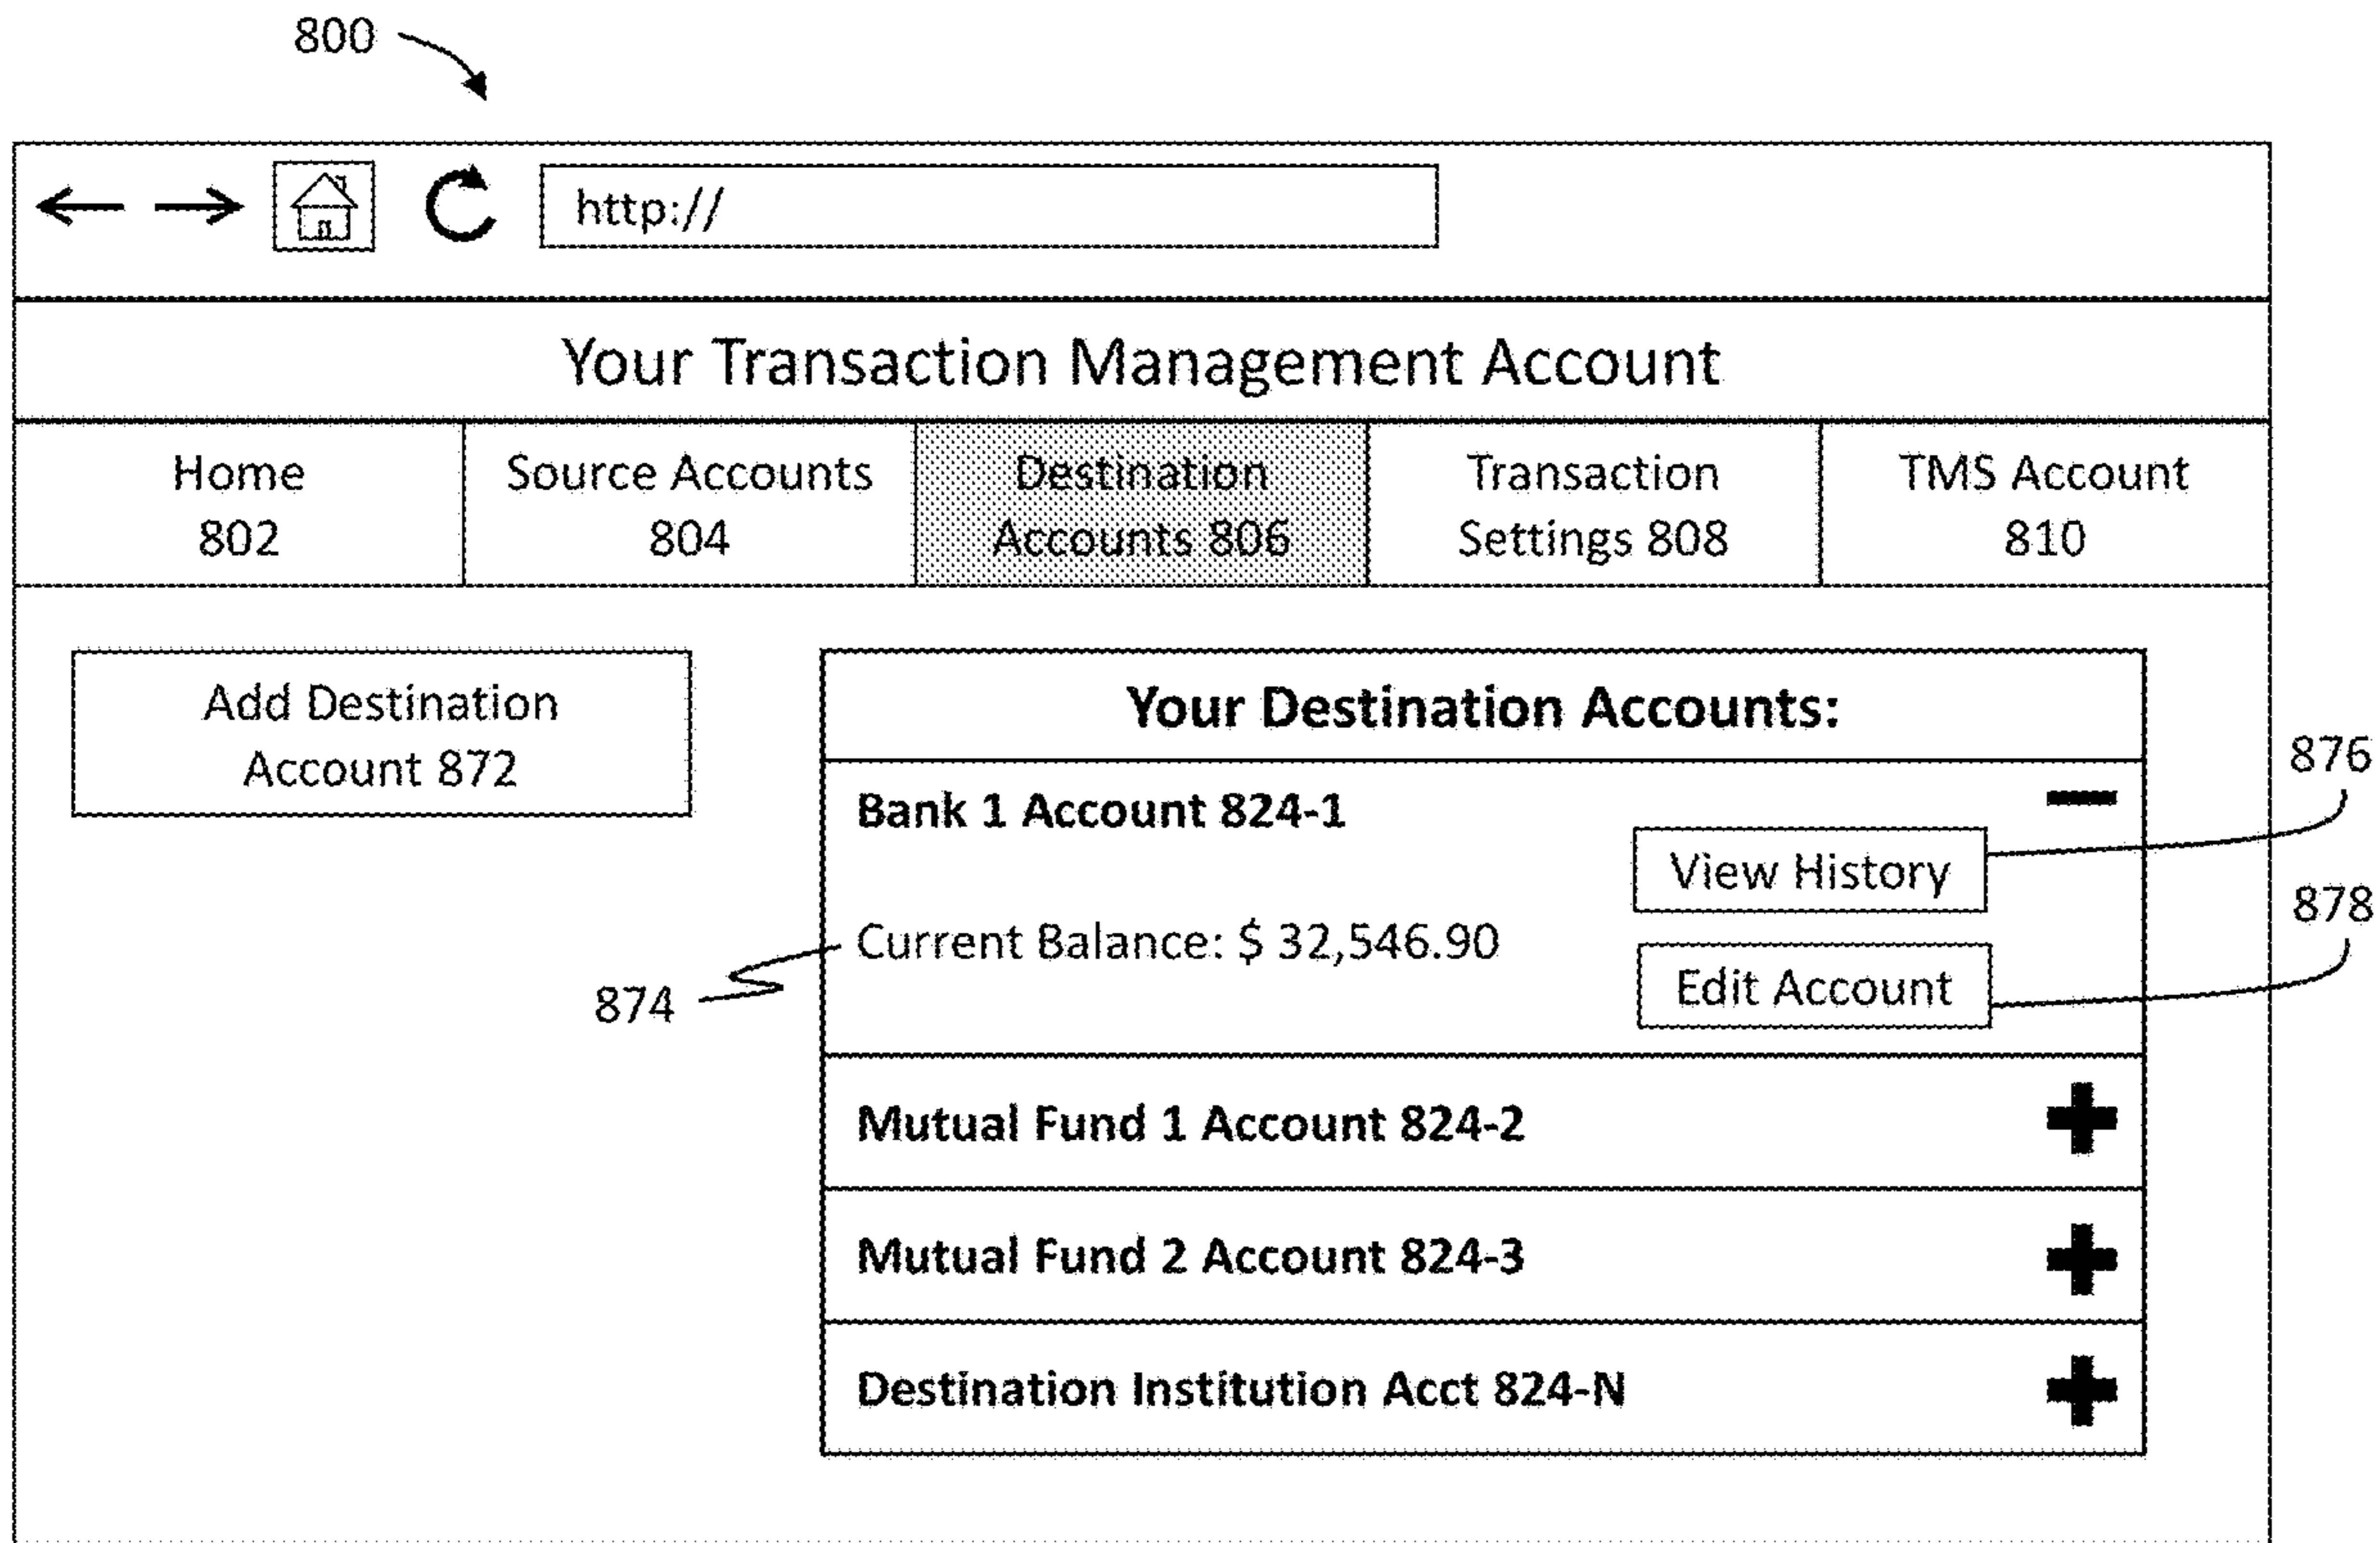 800
http://
Your Transaction Management Account
Home
802
Source Accounts
804
Destination
Accounts 806
Transaction
Settings 808
TMS Account
810
Add Destination
Account 872
Your Destination Accounts:
876
Bank 1 Account 824-1
View History
878
Current Balance: $ 32,546.90
Edit Account
874
Mutual Fund 1 Account 824-2
Mutual Fund 2 Account 824-3
Destination Institution Acct 824-N